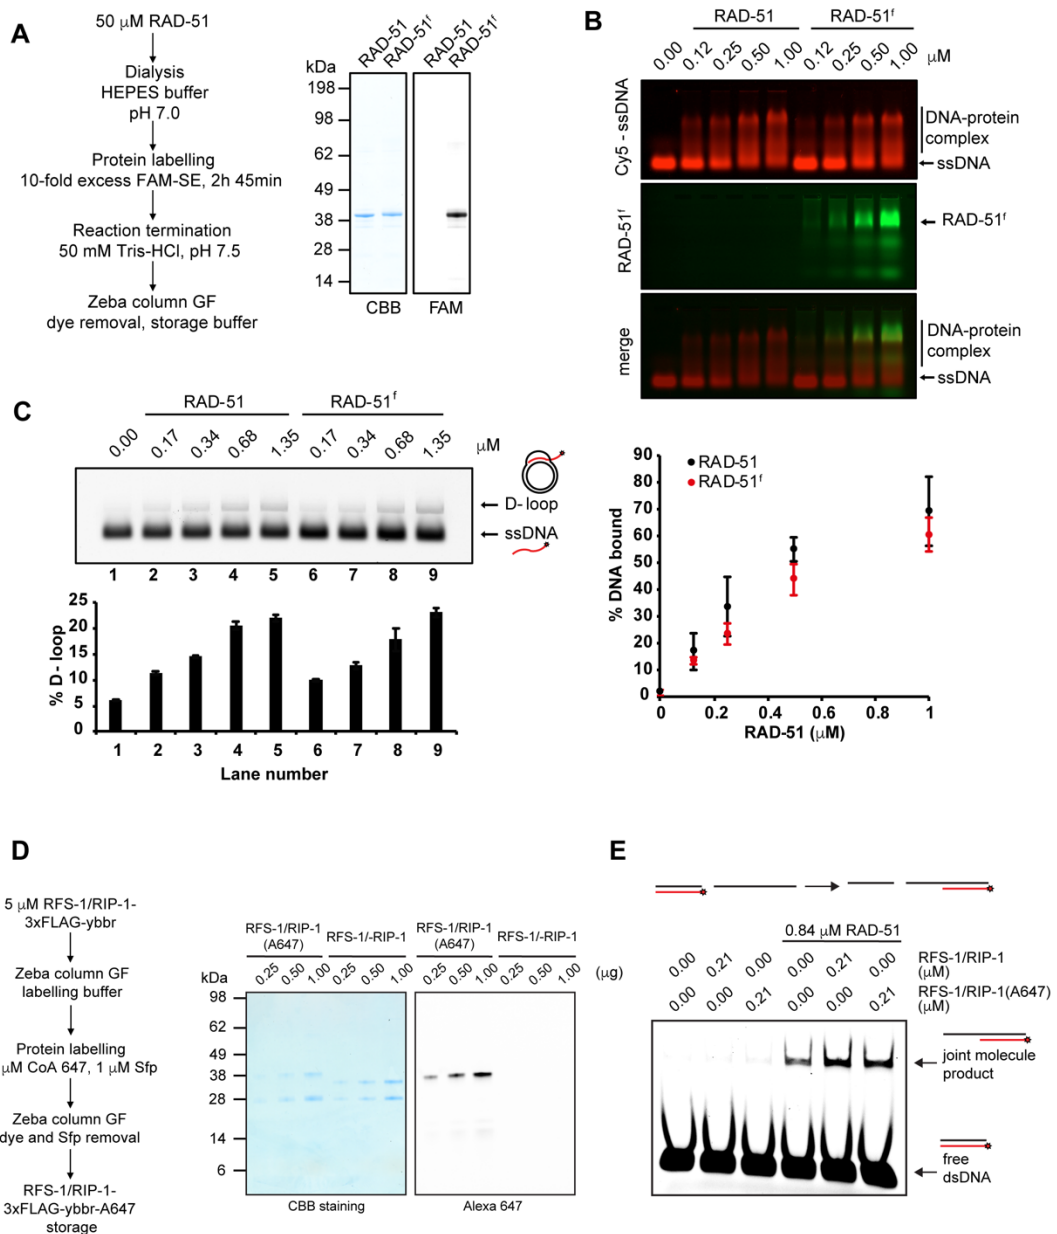 A
50 μM RAD-51
Dialysis
HEPES buffer
pH 7.0
Protein labelling
10-fold excess FAM-SE, 2h 45min
Reaction termination
50 mM Tris-HCl, pH 7.5
Zeba column GF
dye removal, storage buffer
RAD-51 RAD-51f RAD-51 RAD-51f
kDa
198
98
62
49
38
28
14
CBB FAM
B
RAD-51 RAD-51f
0.00 0.12 0.25 0.50 1.00 0.12 0.25 0.50 1.00 μM
Cy5 - ssDNA
DNA-protein
complex
ssDNA
RAD-51f
RAD-51f
merge
DNA-protein
complex
ssDNA
90
80
70
60
50
40
30
20
10
0
% DNA bound
RAD-51
RAD-51f
0 0.2 0.4 0.6 0.8 1
RAD-51 (μM)
C
RAD-51 RAD-51f
0.00 0.17 0.34 0.68 1.35 0.17 0.34 0.68 1.35 μM
D-loop
ssDNA
1 2 3 4 5 6 7 8 9
25
20
15
10
5
0
% D-loop
1 2 3 4 5 6 7 8 9
Lane number
D
5 μM RFS-1/RIP-1-
3xFLAG-ybbr
Zeba column GF
labelling buffer
Protein labelling
μM CoA 647, 1 μM Sfp
Zeba column GF
dye and Sfp removal
RFS-1/RIP-1-
3xFLAG-ybbr-A647
storage
RFS-1/RIP-1
(A647)
RFS-1/-RIP-1
RFS-1/RIP-1
(A647)
RFS-1/-RIP-1
0.25 0.50 1.00 0.25 0.50 1.00 0.25 0.50 1.00 0.25 0.50 1.00 (μg)
kDa
98
62
49
38
28
14
6
CBB staining Alexa 647
E
0.84 μM RAD-51
0.00 0.21 0.00 0.00 0.21 0.00 RFS-1/RIP-1
(μM)
0.00 0.00 0.21 0.00 0.00 0.21 RFS-1/RIP-1(A647)
(μM)
joint molecule
product
free
dsDNA